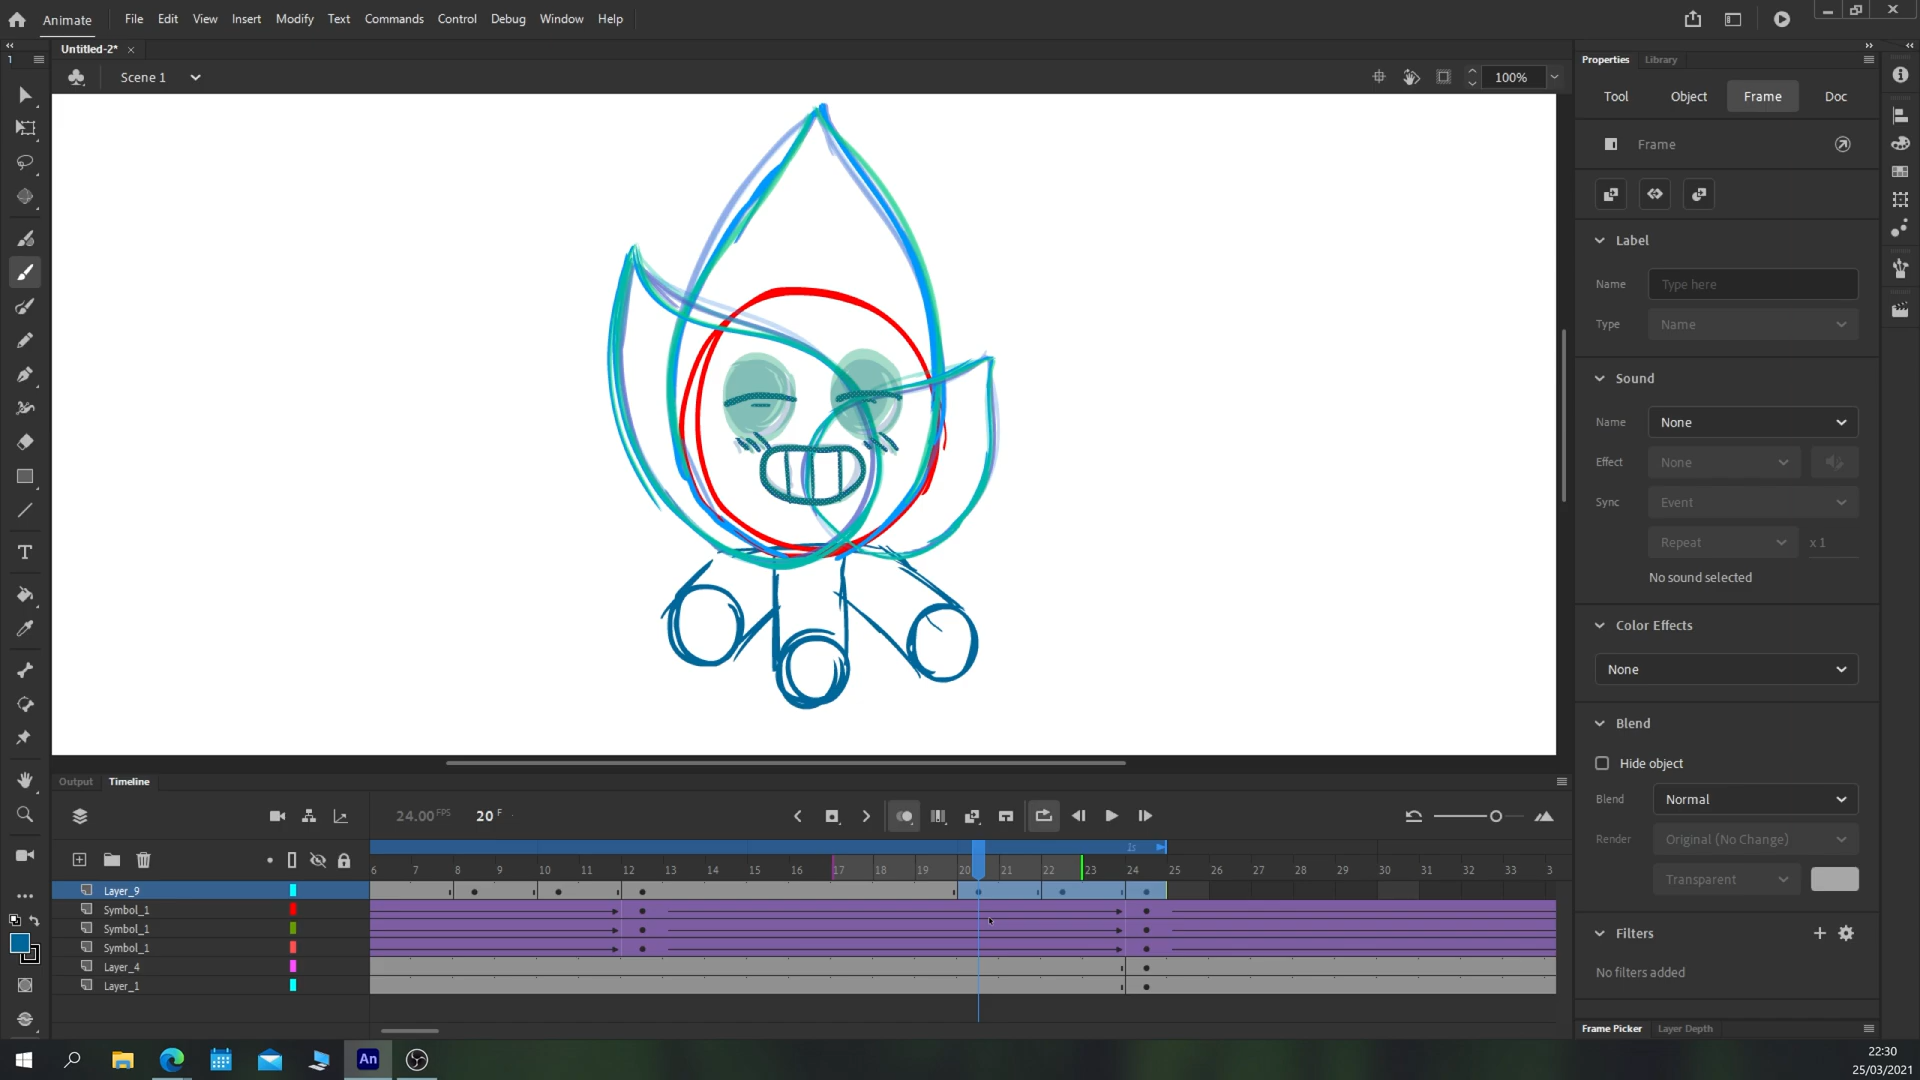 Animate
File Edit View Insert Modify Text Commands Control Debug Window Help
1
Untitled-2*
Scene 1
100%
Properties Library
Tool Object Frame Doc
Frame
Label
Name Type here
Type Name
Sound
Name None
Effect None
Sync Event
Repeat x 1
No sound selected
Color Effects
None
Blend
Hide object
Blend Normal
Render Original (No Change)
Transparent
Filters
No filters added
Output Timeline
24.00 FPS 20 F
1s
6 7 8 9 10 11 12 13 14 15 16 17 18 19 20 21 22 23 24 25 26 27 28 29 30 31 32 33 3
Layer_9
Symbol_1
Symbol_1
Symbol_1
Layer_4
Layer_1
Frame Picker Layer Depth
An
22:30
25/03/2021